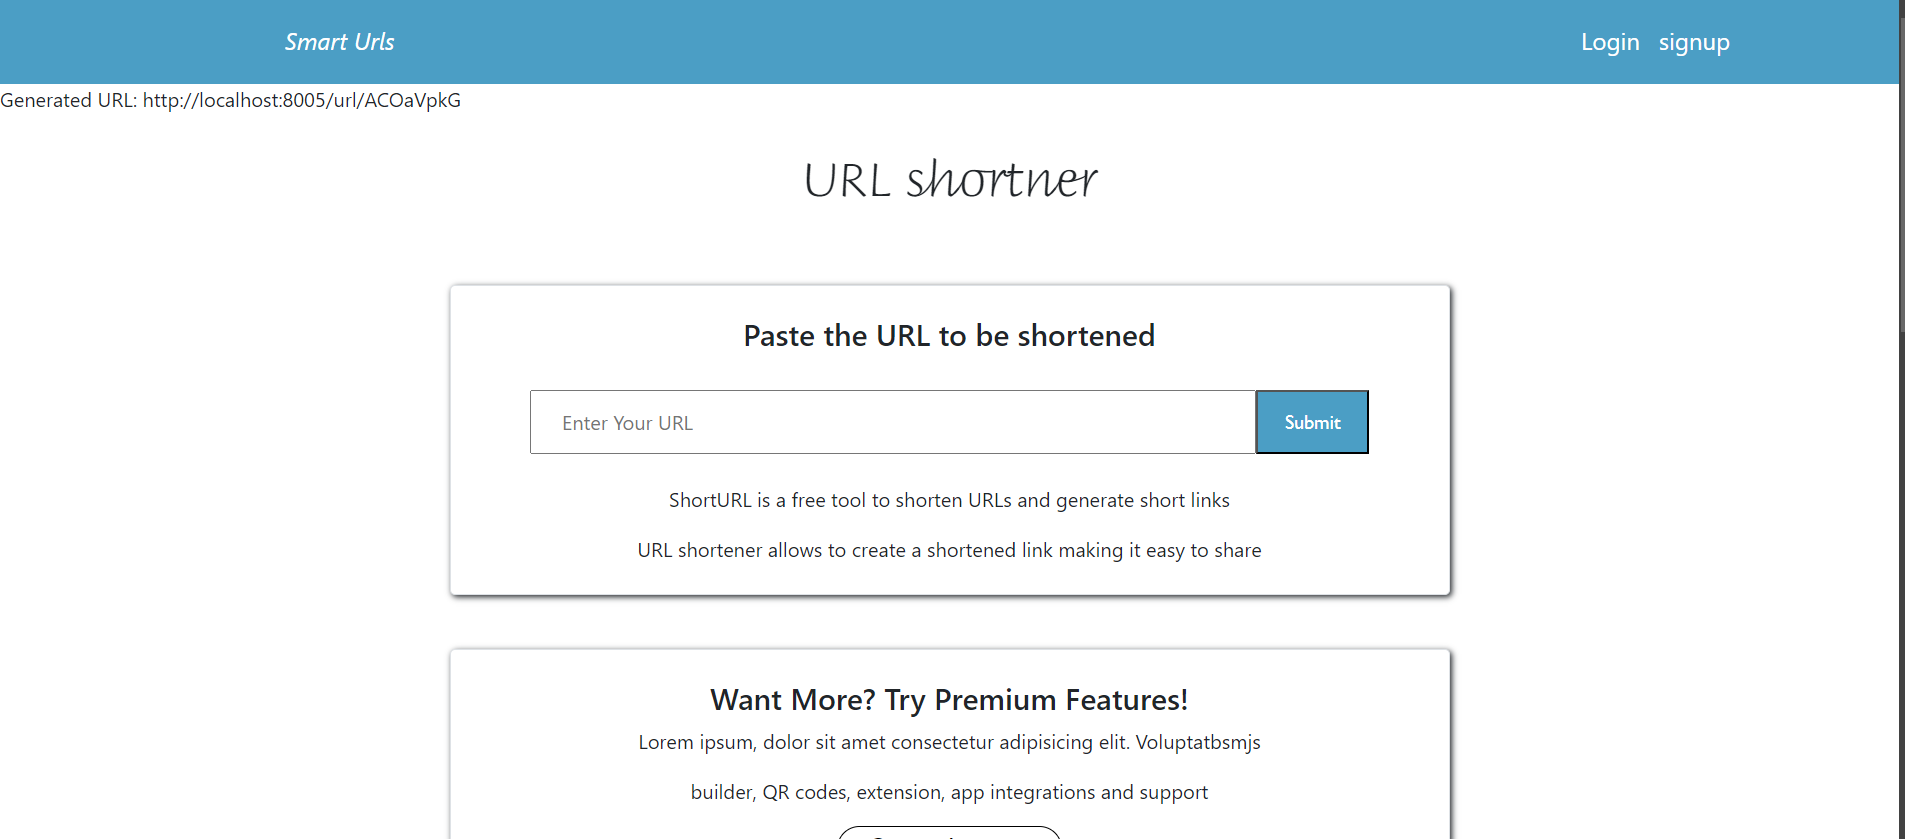 Smart Urls
Login signup
Generated URL: http://localhost:8005/url/ACOaVpkG
URL shortner
Paste the URL to be shortened
Enter Your URL
Submit
ShortURL is a free tool to shorten URLs and generate short links
URL shortener allows to create a shortened link making it easy to share
Want More? Try Premium Features!
Lorem ipsum, dolor sit amet consectetur adipisicing elit. Voluptatbsmjs
builder, QR codes, extension, app integrations and support